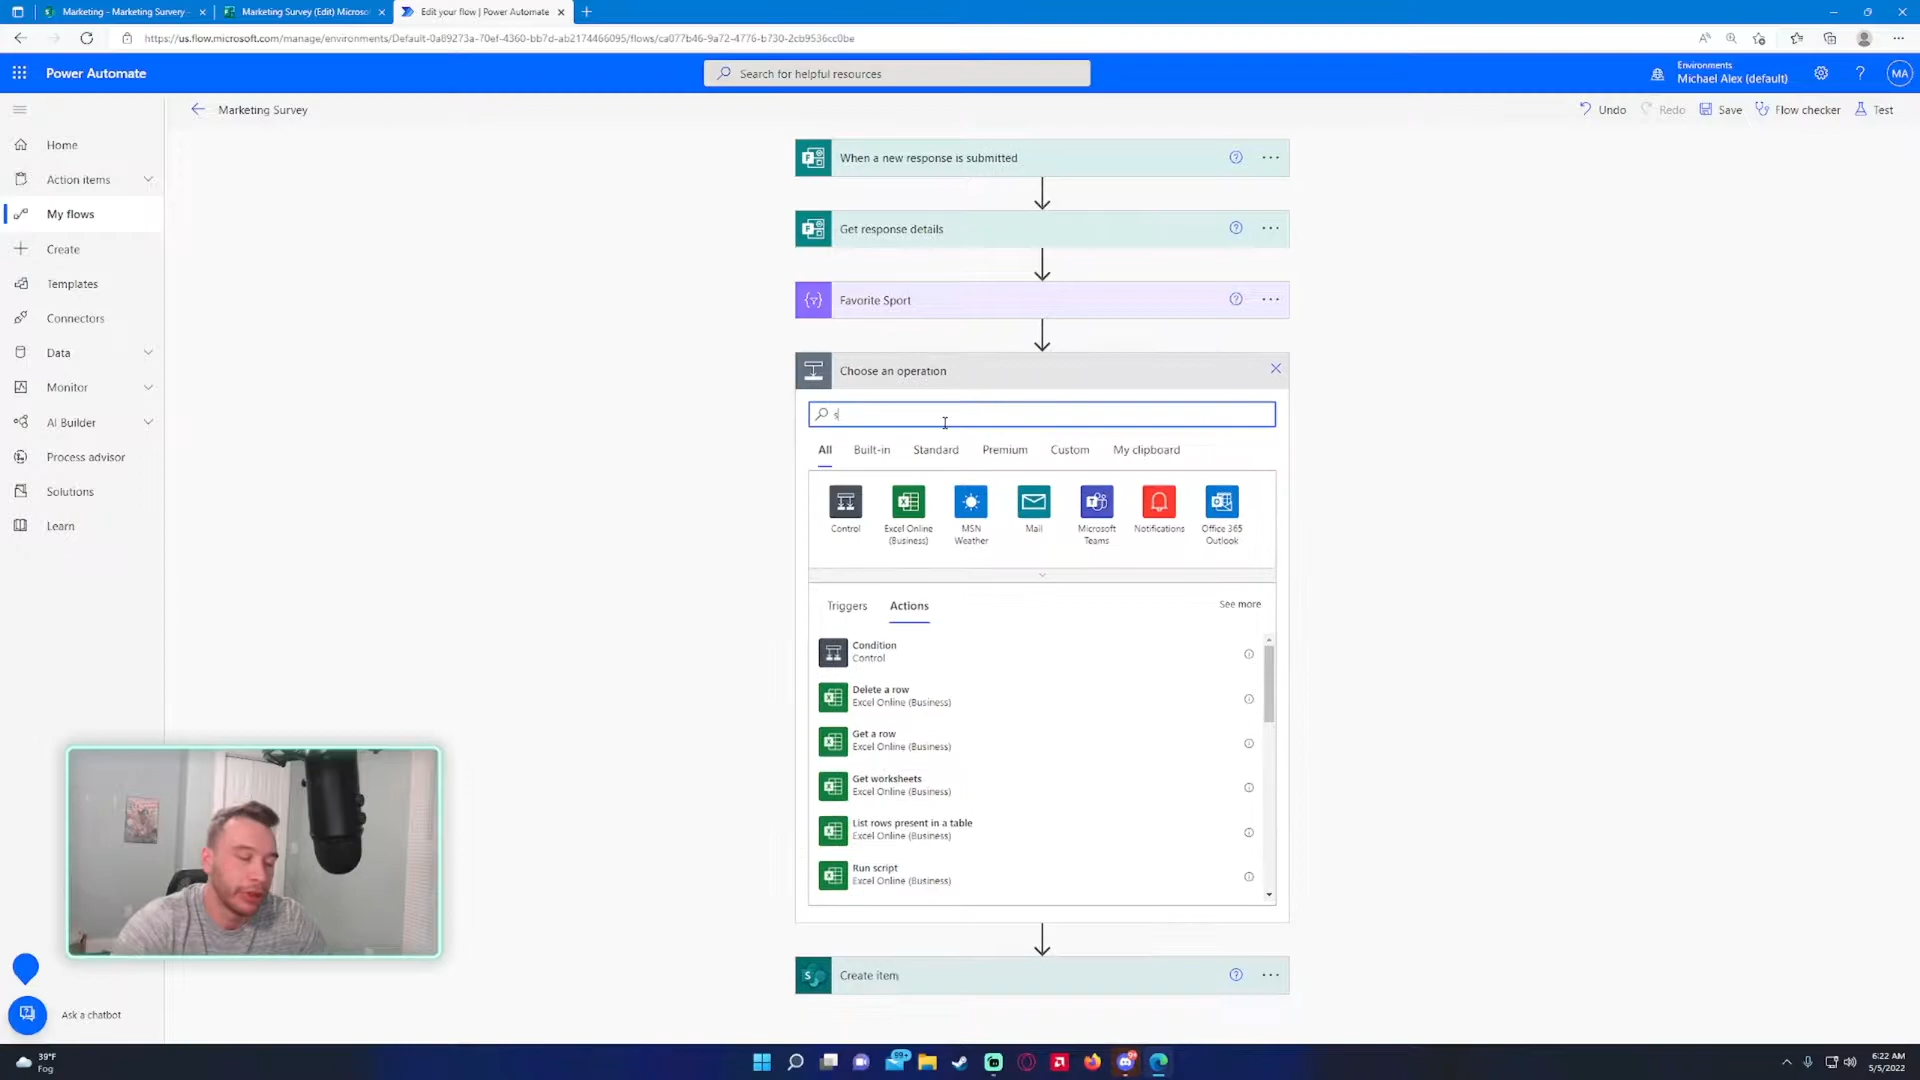 Marketing - Marketing Survery -
Marketing Survey (Edit) Microso
Edit your flow | Power Automate
https://us.flow.microsoft.com/manage/environments/Default-0a89273a-70ef-4360-bb7d-ab2174466095/flows/ca077b46-9a72-4776-b730-2cb9536cc0be
Power Automate
Search for helpful resources
Environments
Michael Alex (default)
MA
Marketing Survey
Undo
Redo
Save
Flow checker
Test
Home
Action items
My flows
Create
Templates
Connectors
Data
Monitor
AI Builder
Process advisor
Solutions
Learn
Ask a chatbot
When a new response is submitted
Get response details
Favorite Sport
Choose an operation
s
All
Built-in
Standard
Premium
Custom
My clipboard
Control
Excel Online
(Business)
MSN
Weather
Mail
Microsoft
Teams
Notifications
Office 365
Outlook
Triggers
Actions
See more
Condition
Control
Delete a row
Excel Online (Business)
Get a row
Excel Online (Business)
Get worksheets
Excel Online (Business)
List rows present in a table
Excel Online (Business)
Run script
Excel Online (Business)
Create item
39°F
Fog
99+
6:22 AM
5/5/2022